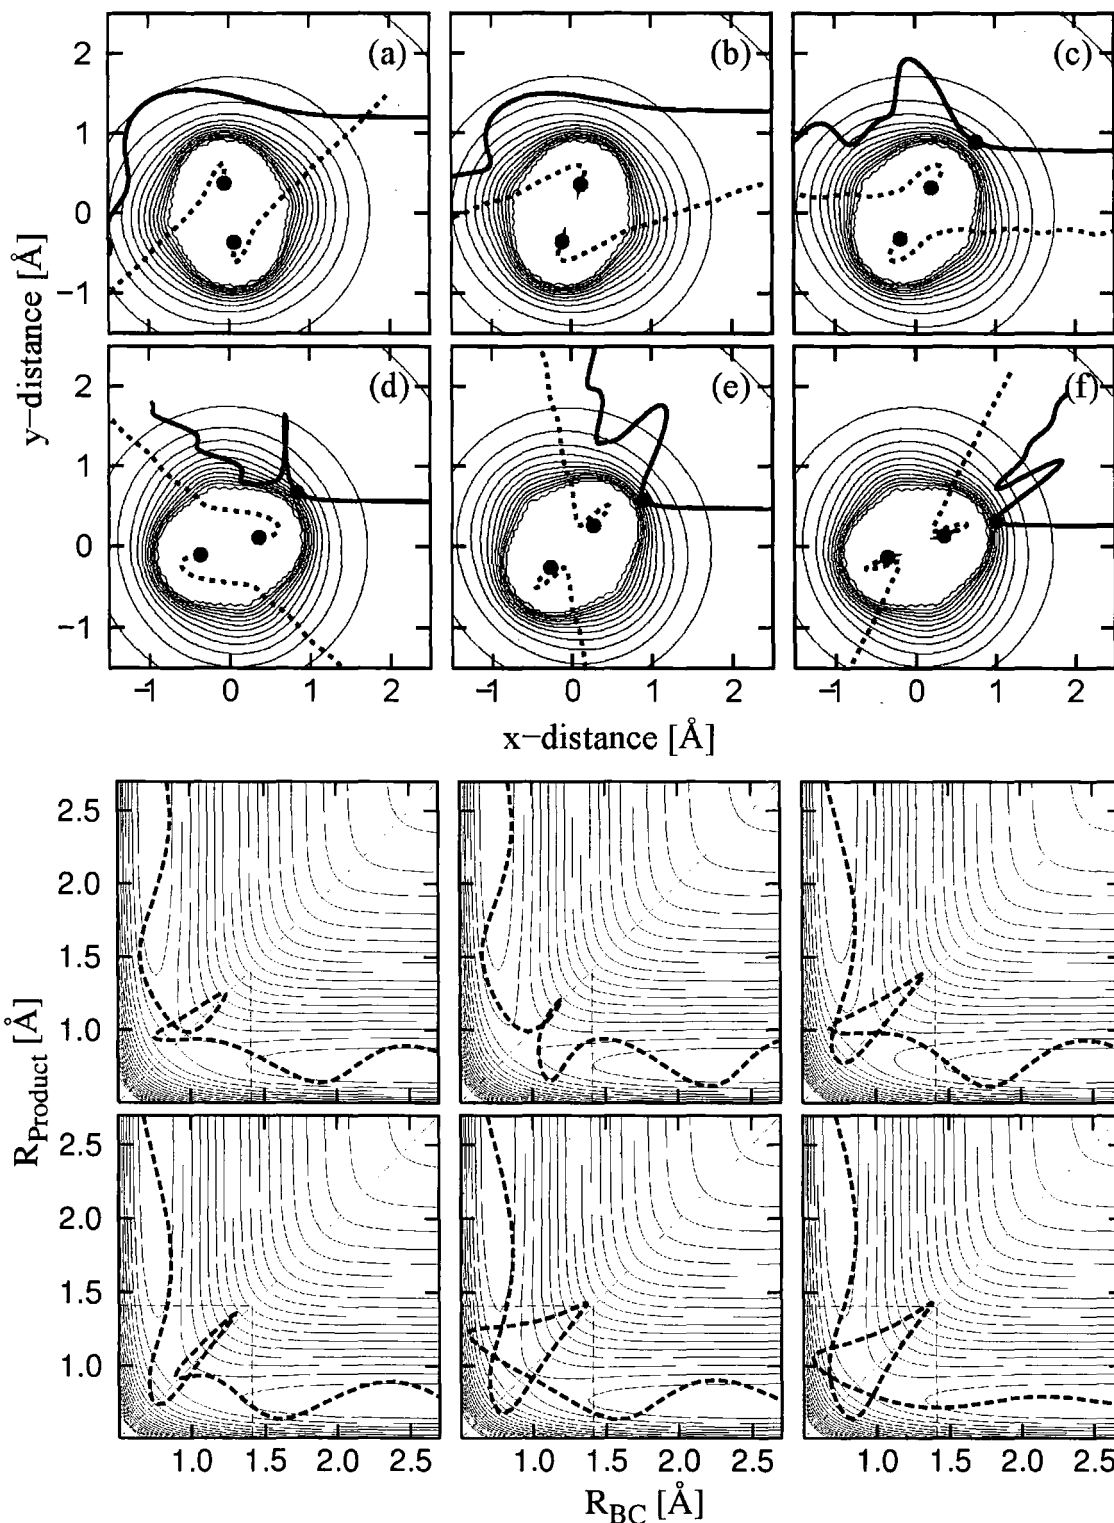 (a) (b) (c)
2
1
0
−1
(d) (e) (f)
2
1
0
−1
y−distance [Å]
−1 0 1 2 −1 0 1 2 −1 0 1 2
x−distance [Å]
2.5
2.0
1.5
1.0
2.5
2.0
1.5
1.0
R_Product [Å]
1.0 1.5 2.0 2.5 1.0 1.5 2.0 2.5 1.0 1.5 2.0 2.5
R_BC [Å]